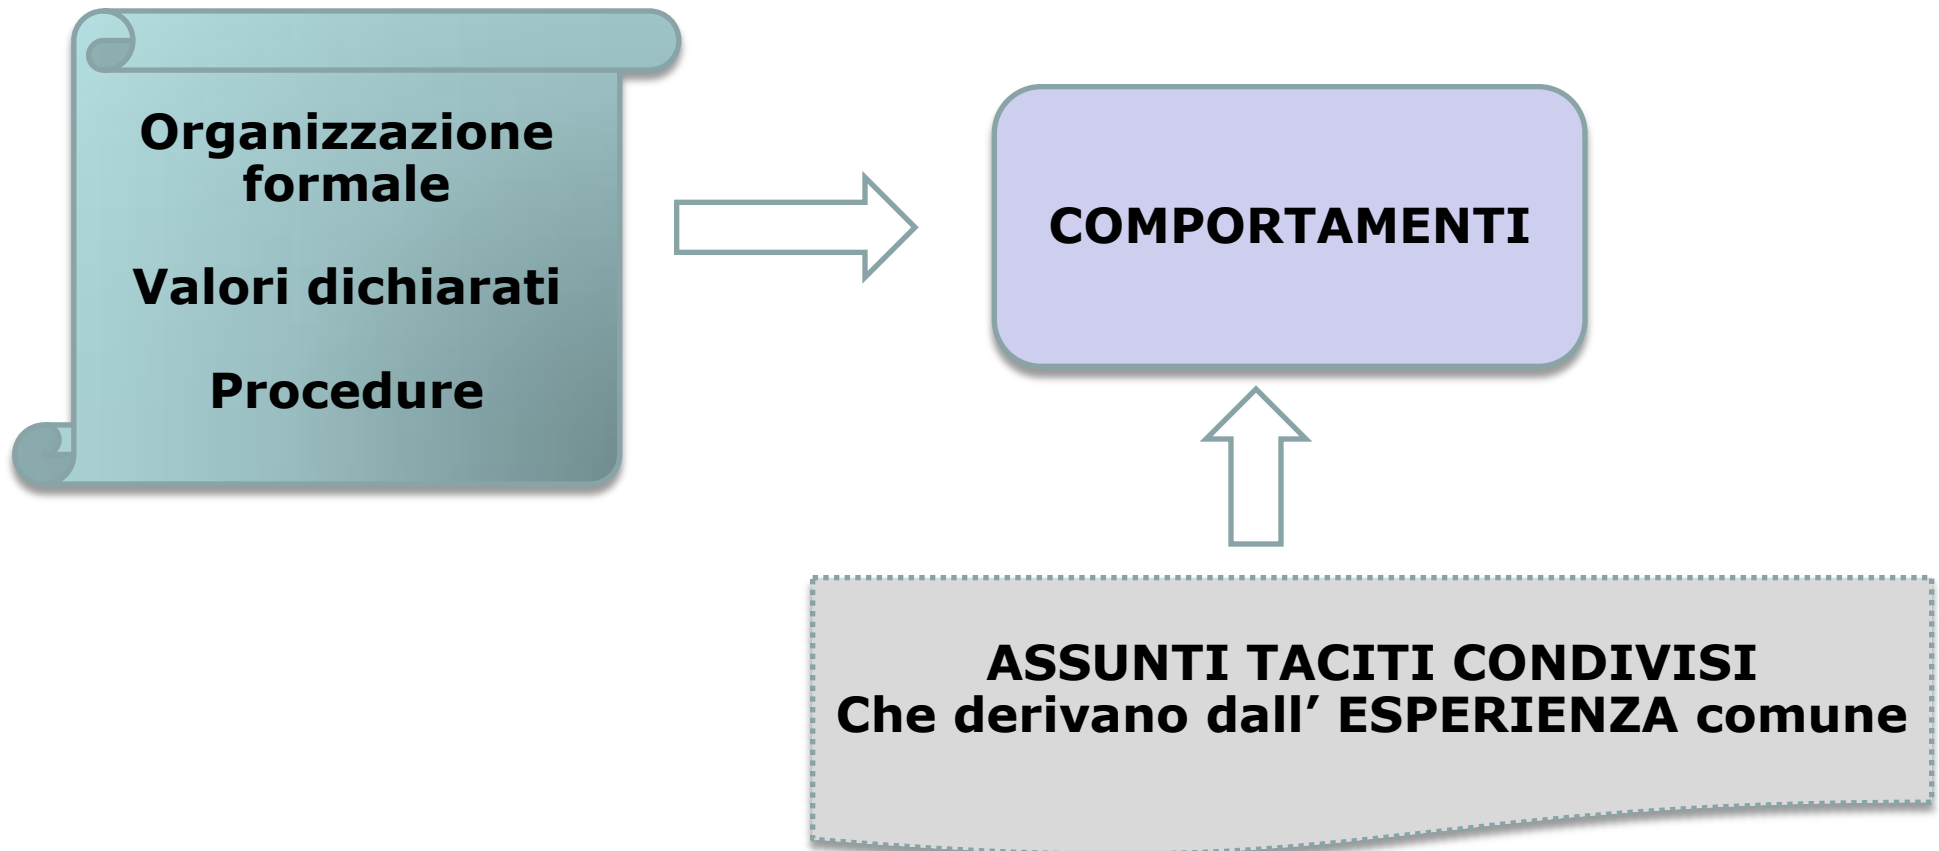 Organizzazione
formale
Valori dichiarati
Procedure
COMPORTAMENTI
ASSUNTI TACITI CONDIVISI
Che derivano dall’ ESPERIENZA comune